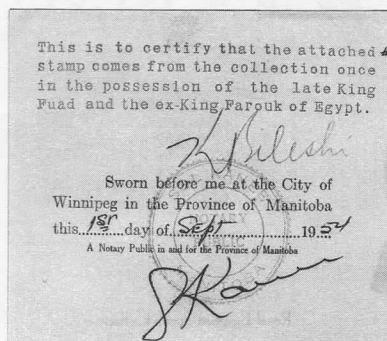 This is to certify that the attached
stamp comes from the collection once
in the possession of the late King
Fuad and the ex-King Farouk of Egypt.
K Bileski
Sworn before me at the City of
Winnipeg in the Province of Manitoba
this 1st day of Sept 1954
A Notary Public in and for the Province of Manitoba